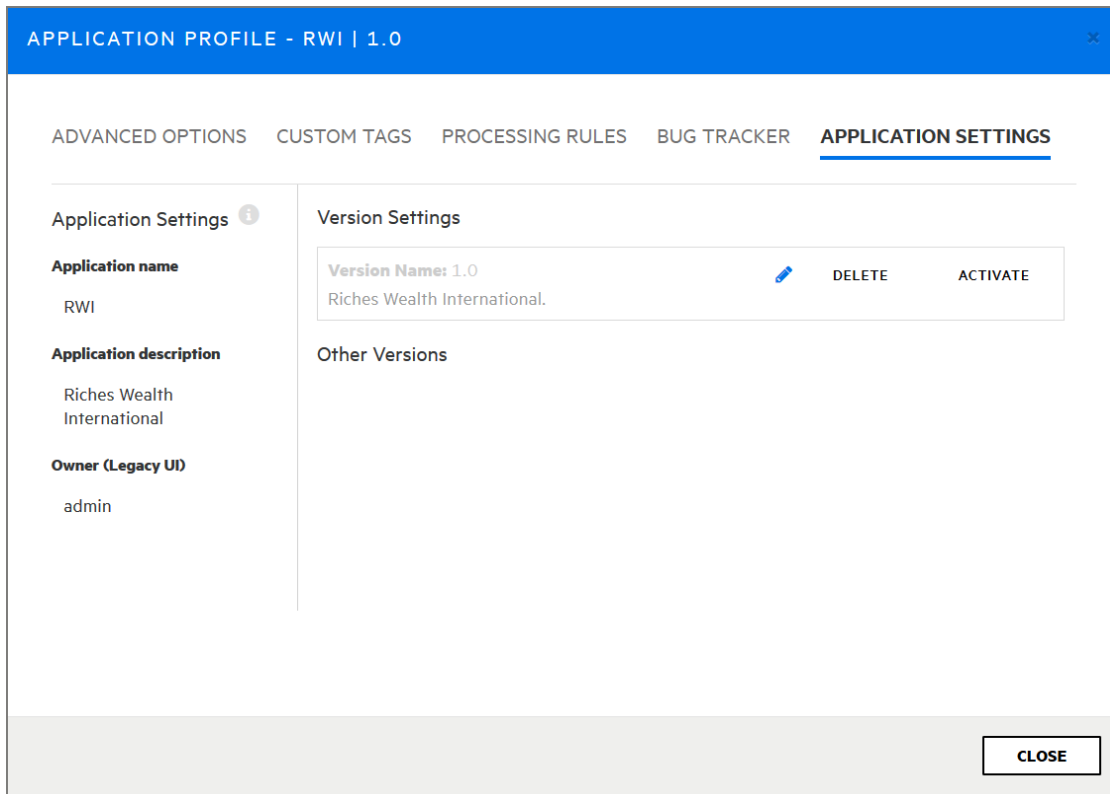 APPLICATION PROFILE - RWI | 1.0
ADVANCED OPTIONS CUSTOM TAGS PROCESSING RULES BUG TRACKER APPLICATION SETTINGS
Application Settings
Application name
RWI
Application description
Riches Wealth
International
Owner (Legacy UI)
admin
Version Settings
Version Name: 1.0
Riches Wealth International.
DELETE ACTIVATE
Other Versions
CLOSE